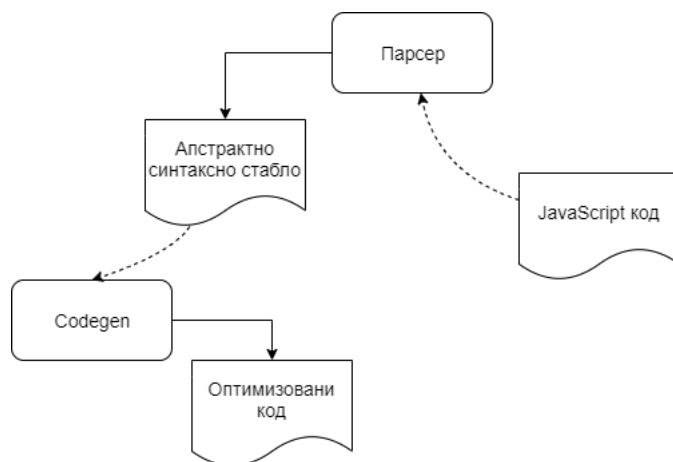 Парсер
Апстрактно
синтаксно стабло
JavaScript код
Codegen
Оптимизовани
код